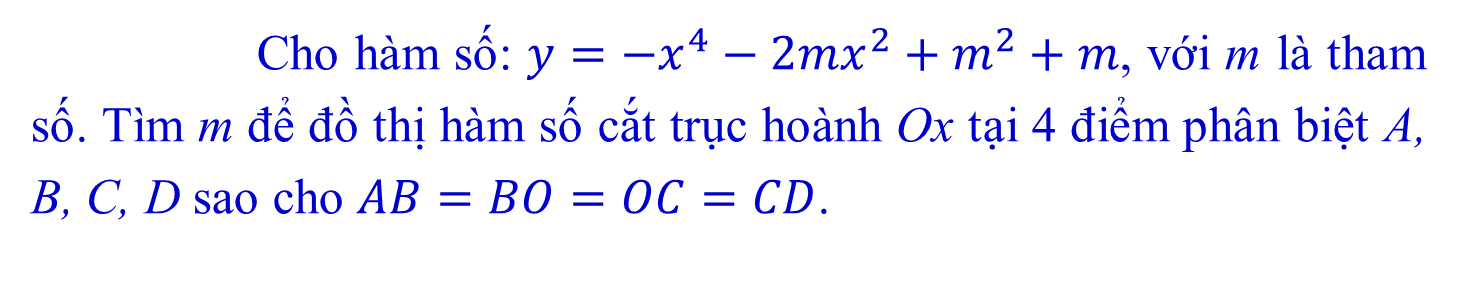 Cho hàm số: y = −x⁴ − 2mx² + m² + m, với m là tham
số. Tìm m để đồ thị hàm số cắt trục hoành Ox tại 4 điểm phân biệt A,
B, C, D sao cho AB = BO = OC = CD.